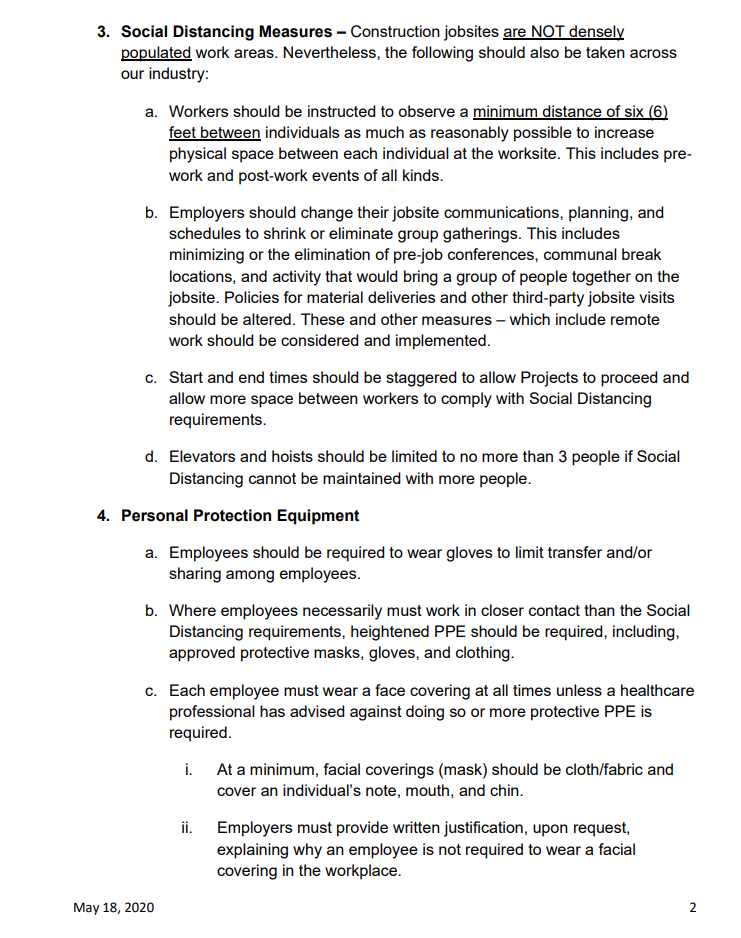 3. Social Distancing Measures – Construction jobsites are NOT densely
populated work areas. Nevertheless, the following should also be taken across
our industry:
a. Workers should be instructed to observe a minimum distance of six (6)
feet between individuals as much as reasonably possible to increase
physical space between each individual at the worksite. This includes pre-
work and post-work events of all kinds.
b. Employers should change their jobsite communications, planning, and
schedules to shrink or eliminate group gatherings. This includes
minimizing or the elimination of pre-job conferences, communal break
locations, and activity that would bring a group of people together on the
jobsite. Policies for material deliveries and other third-party jobsite visits
should be altered. These and other measures – which include remote
work should be considered and implemented.
c. Start and end times should be staggered to allow Projects to proceed and
allow more space between workers to comply with Social Distancing
requirements.
d. Elevators and hoists should be limited to no more than 3 people if Social
Distancing cannot be maintained with more people.
4. Personal Protection Equipment
a. Employees should be required to wear gloves to limit transfer and/or
sharing among employees.
b. Where employees necessarily must work in closer contact than the Social
Distancing requirements, heightened PPE should be required, including,
approved protective masks, gloves, and clothing.
c. Each employee must wear a face covering at all times unless a healthcare
professional has advised against doing so or more protective PPE is
required.
i. At a minimum, facial coverings (mask) should be cloth/fabric and
cover an individual's note, mouth, and chin.
ii. Employers must provide written justification, upon request,
explaining why an employee is not required to wear a facial
covering in the workplace.
May 18, 2020 2